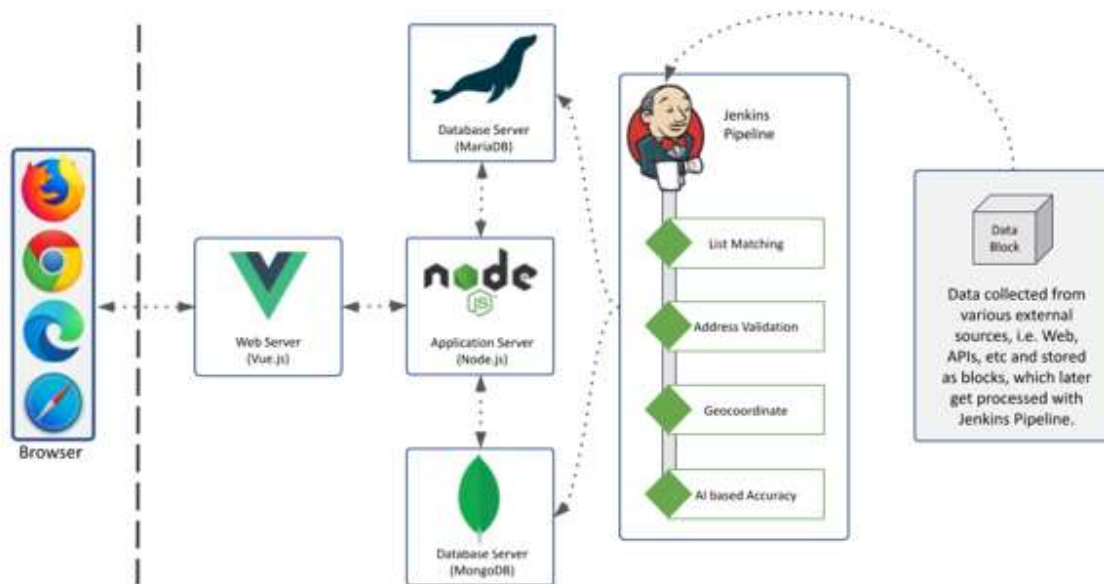 Browser
Web Server
(Vue.js)
Database Server
(MariaDB)
node
JS
Application Server
(Node.js)
Database Server
(MongoDB)
Jenkins
Pipeline
List Matching
Address Validation
Geocoordinate
AI based Accuracy
Data
Block
Data collected from
various external
sources, i.e. Web,
APIs, etc and stored
as blocks, which later
get processed with
Jenkins Pipeline.